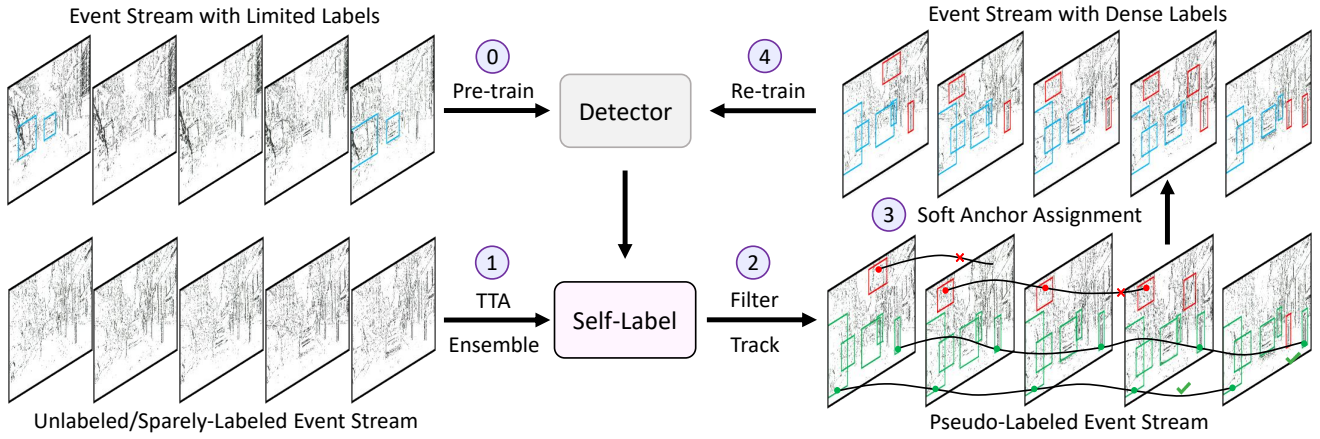 Event Stream with Limited Labels
Event Stream with Dense Labels
0
Pre-train
Detector
4
Re-train
3 Soft Anchor Assignment
1
TTA
Ensemble
Self-Label
2
Filter
Track
Unlabeled/Sparely-Labeled Event Stream
Pseudo-Labeled Event Stream